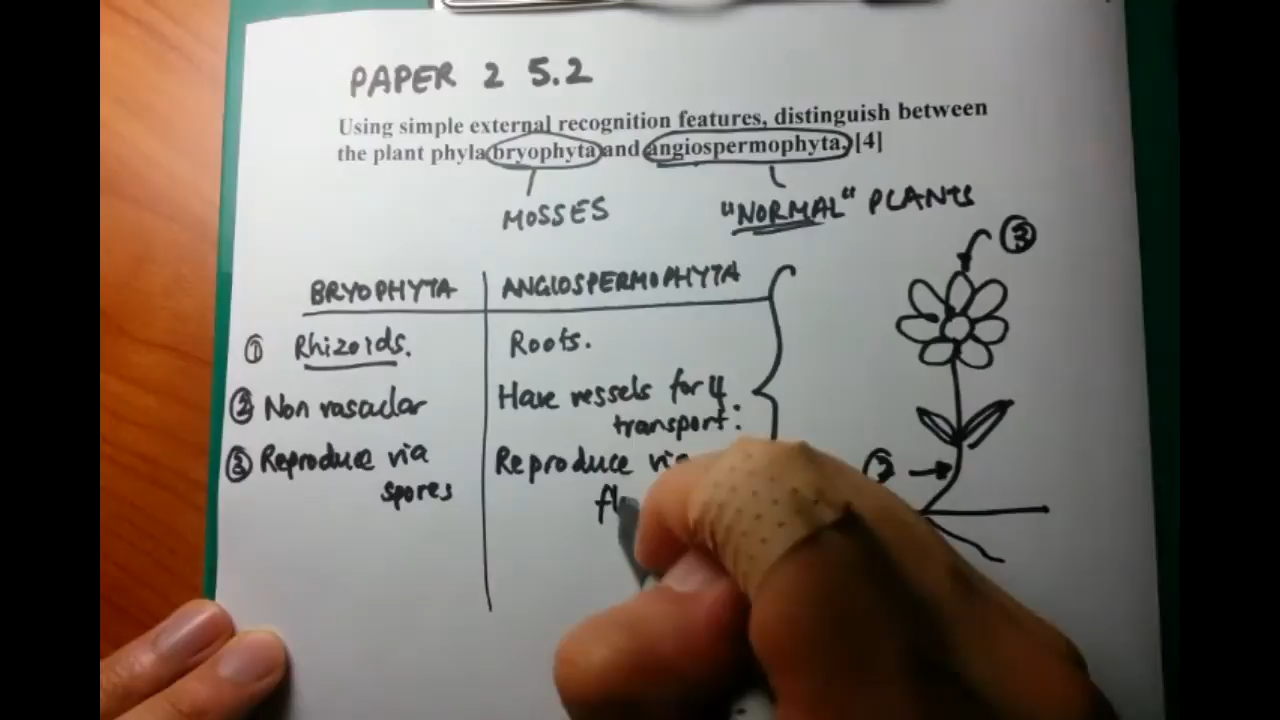 PAPER 2 5.2
Using simple external recognition features, distinguish between
the plant phyla bryophyta and angiospermophyta. [4]
MOSSES
"NORMAL" PLANTS
③
BRYOPHYTA ANGIOSPERMOPHYTA
① Rhizoids. Roots.
② Non vascular Have vessels for
transport.
③ Reproduce via Reproduce via
spores fl